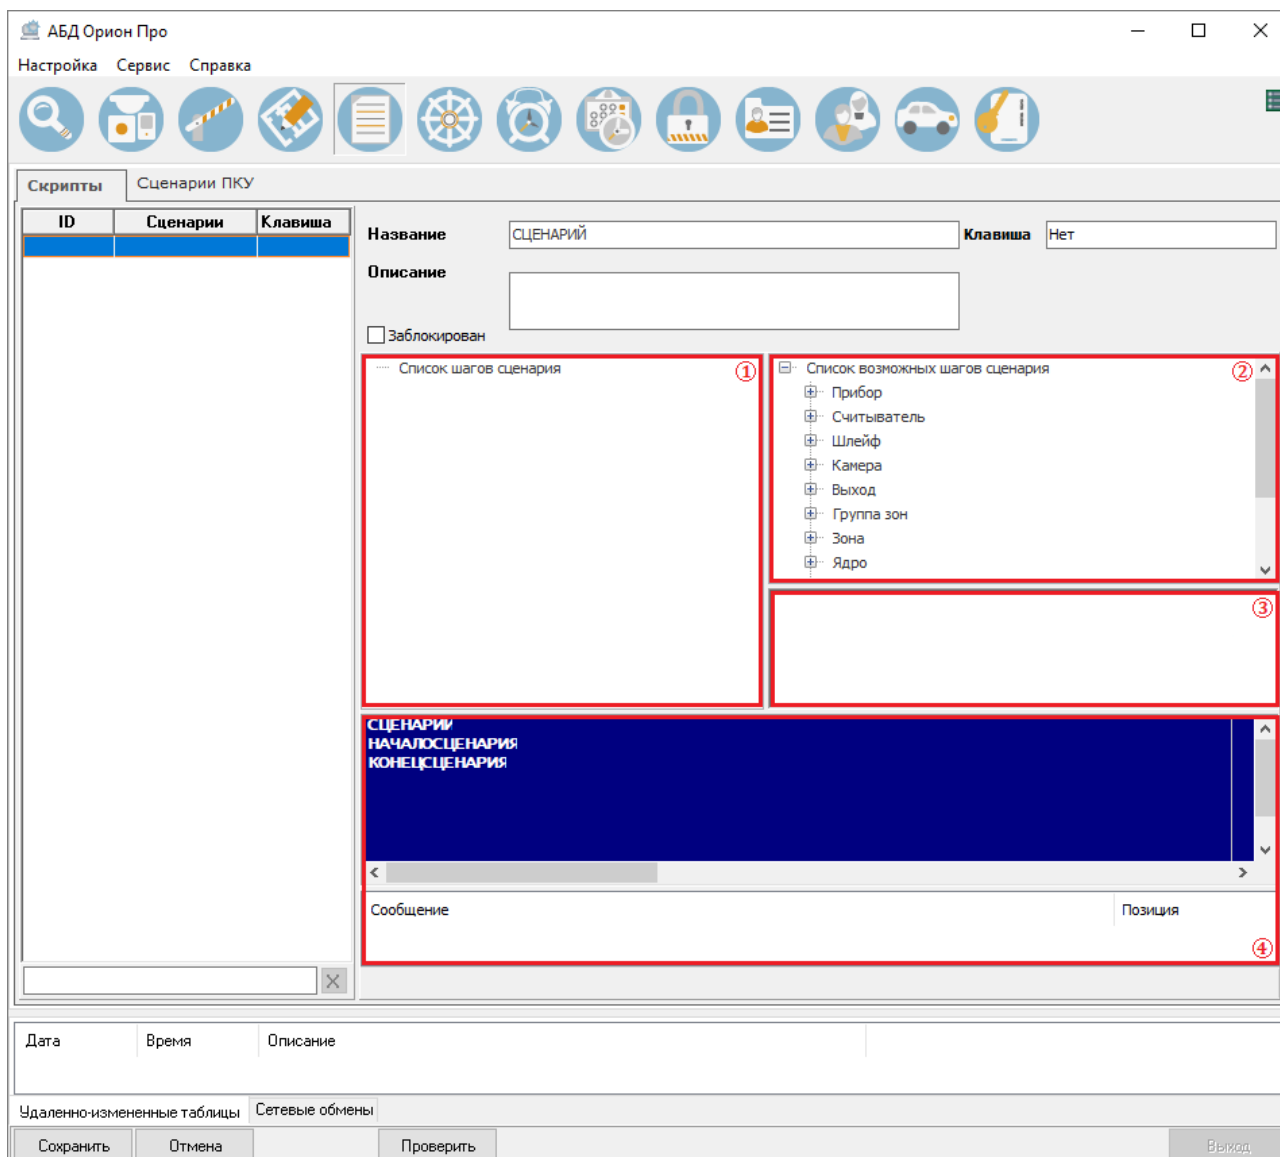 АБД Орион Про
Настройка Сервис Справка
Скрипты Сценарии ПКУ
ID Сценарии Клавиша
Название СЦЕНАРИЙ Клавиша Нет
Описание
Заблокирован
Список шагов сценария ①
Список возможных шагов сценария ②
Прибор
Считыватель
Шлейф
Камера
Выход
Группа зон
Зона
Ядро
③
СЦЕНАРИЙ
НАЧАЛОСЦЕНАРИЯ
КОНЕЦСЦЕНАРИЯ
Сообщение Позиция
④
Дата Время Описание
Удаленно-измененные таблицы Сетевые обмены
Сохранить Отмена Проверить Выход